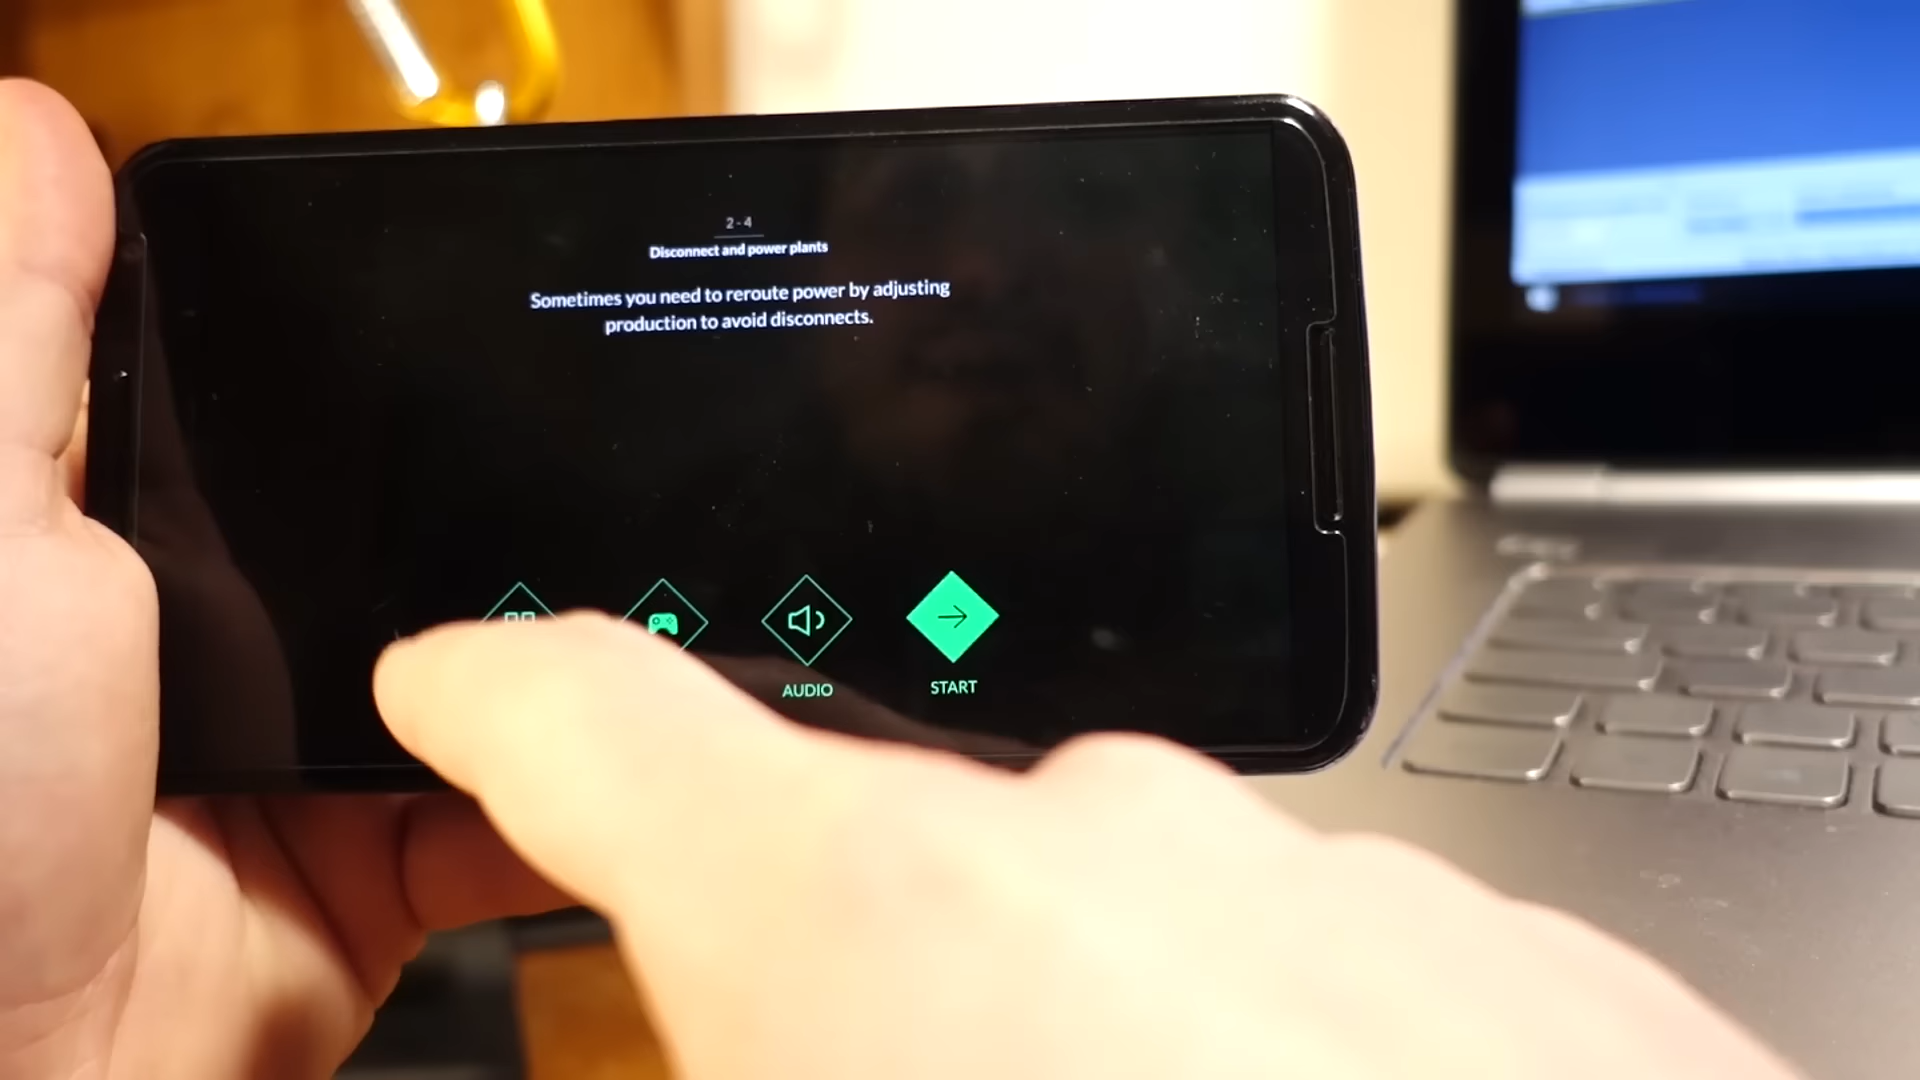 2-4
Disconnect and power plants
Sometimes you need to reroute power by adjusting
production to avoid disconnects.
AUDIO
START